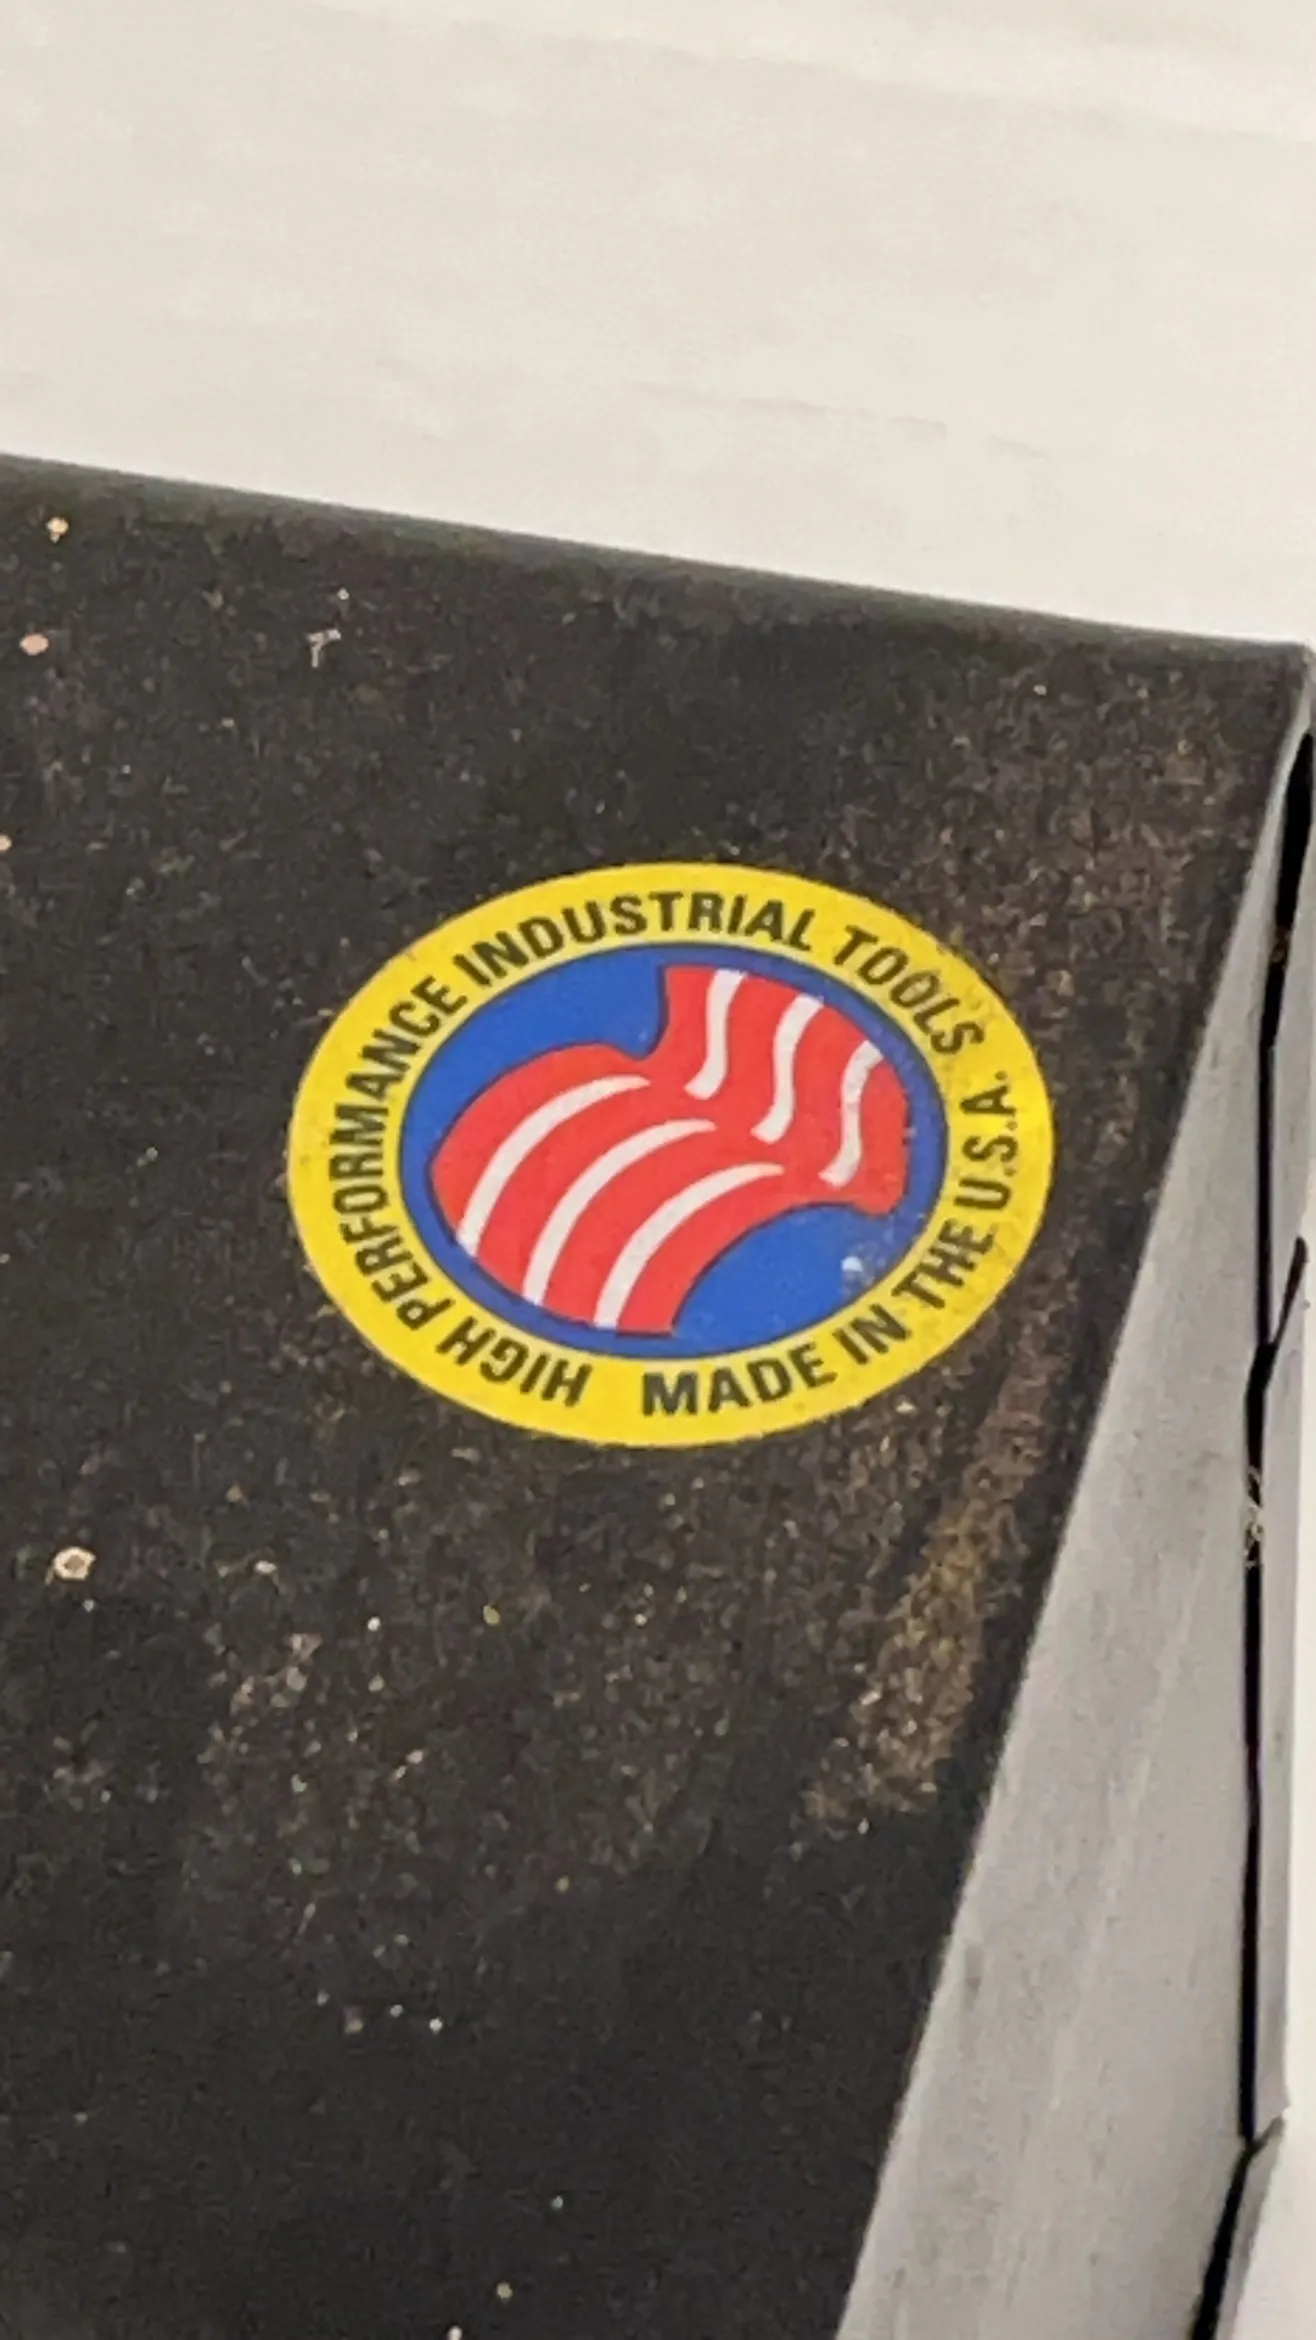 HIGH PERFORMANCE INDUSTRIAL TOOLS
MADE IN THE U.S.A.